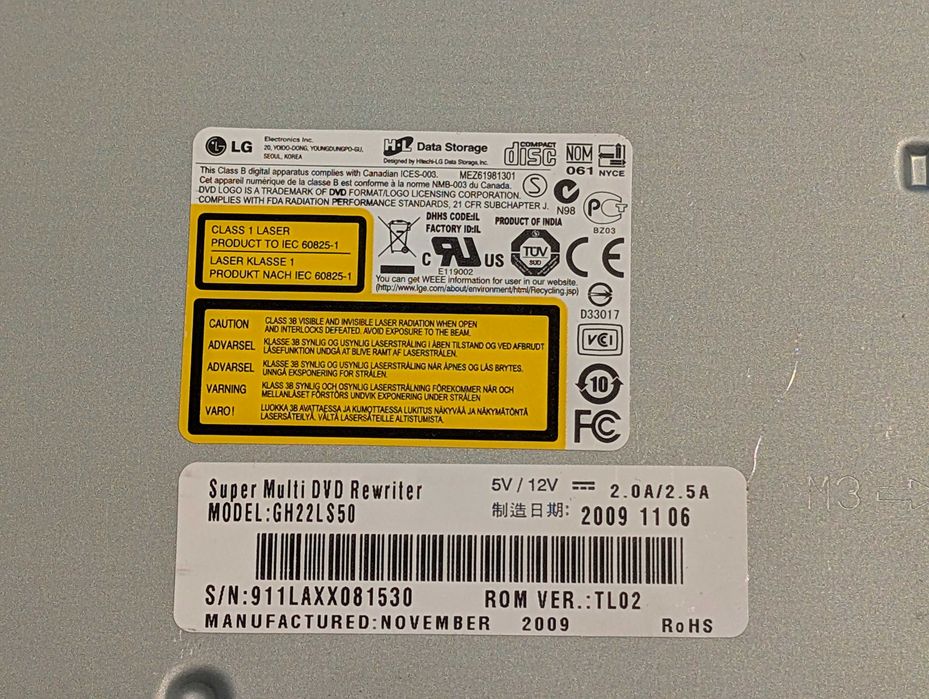 LG
Electronics Inc.
20, YOIDO-DONG, YOUNGDUNGPO-GU,
SEOUL, KOREA
H·L Data Storage
Designed by Hitachi-LG Data Storage, Inc.
COMPACT
disc
NOM
061 NYCE
This Class B digital apparatus complies with Canadian ICES-003. MEZ61981301
Cet appareil numérique de la classe B est conforme à la norme NMB-003 du Canada.
DVD LOGO IS A TRADEMARK OF DVD FORMAT/LOGO LICENSING CORPORATION.
COMPLIES WITH FDA RADIATION PERFORMANCE STANDARDS, 21 CFR SUBCHAPTER J.
S
N98
BZ03
CLASS 1 LASER
PRODUCT TO IEC 60825-1
LASER KLASSE 1
PRODUKT NACH IEC 60825-1
DHHS CODE:IL
FACTORY ID:IL
PRODUCT OF INDIA
C US
E119002
TÜV
SÜD
CE
You can get WEEE information for user in our website.
(http://www.lge.com/about/environment/html/Recycling.jsp)
D33017
VCI
10
FC
CAUTION CLASS 3B VISIBLE AND INVISIBLE LASER RADIATION WHEN OPEN
AND INTERLOCKS DEFEATED. AVOID EXPOSURE TO THE BEAM.
ADVARSEL KLASSE 3B SYNLIG OG USYNLIG LASERSTRÅLING I ÅBEN TILSTAND OG VED AFBRUDT
LÅSEFUNKTION UNDGÅ AT BLIVE RAMT AF LASERSTRÅLEN.
ADVARSEL KLASSE 3B SYNLIG OG USYNLIG LASERSTRÅLING NÅR ÅPNES OG LÅS BRYTES.
UNNGÅ EKSPONERING FOR STRÅLEN.
VARNING KLASS 3B SYNLIG OCH OSYNLIG LASERSTRÅLNING FÖREKOMMER NÄR OCH
MELLANLÅSET FÖRSTÖRS UNDVIK EXPONERING UNDER STRÅLEN
VARO! LUOKKA 3B AVATTAESSA JA KUMOTTAESSA LUKITUS NÄKYVÄÄ JA NÄKYMÄTÖNTÄ
LASERSÄTEILYÄ. VÄLTÄ LASERSÄTEILLE ALTISTUMISTA.
Super Multi DVD Rewriter 5V / 12V 2.0A/2.5A
MODEL:GH22LS50 制造日期: 2009 11 06
S/N:911LAXX081530 ROM VER.:TL02
MANUFACTURED:NOVEMBER 2009 RoHS